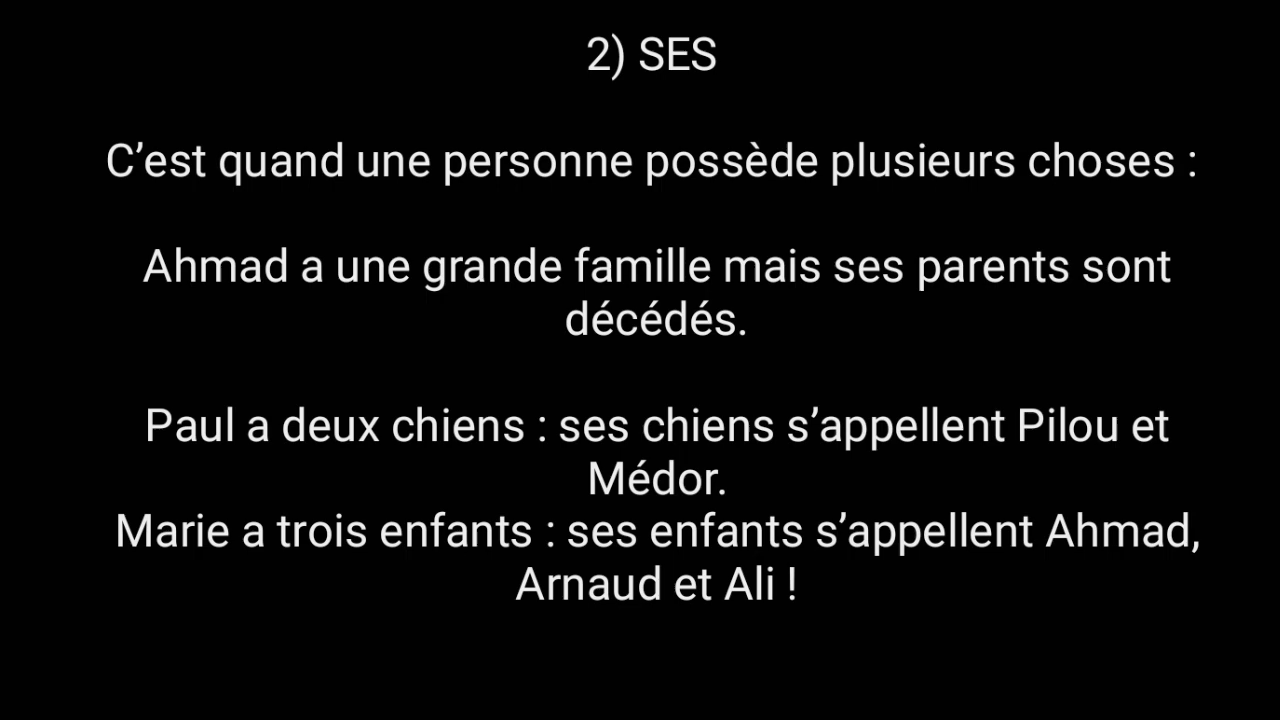 2) SES
C’est quand une personne possède plusieurs choses :
Ahmad a une grande famille mais ses parents sont
décédés.
Paul a deux chiens : ses chiens s’appellent Pilou et
Médor.
Marie a trois enfants : ses enfants s’appellent Ahmad,
Arnaud et Ali !